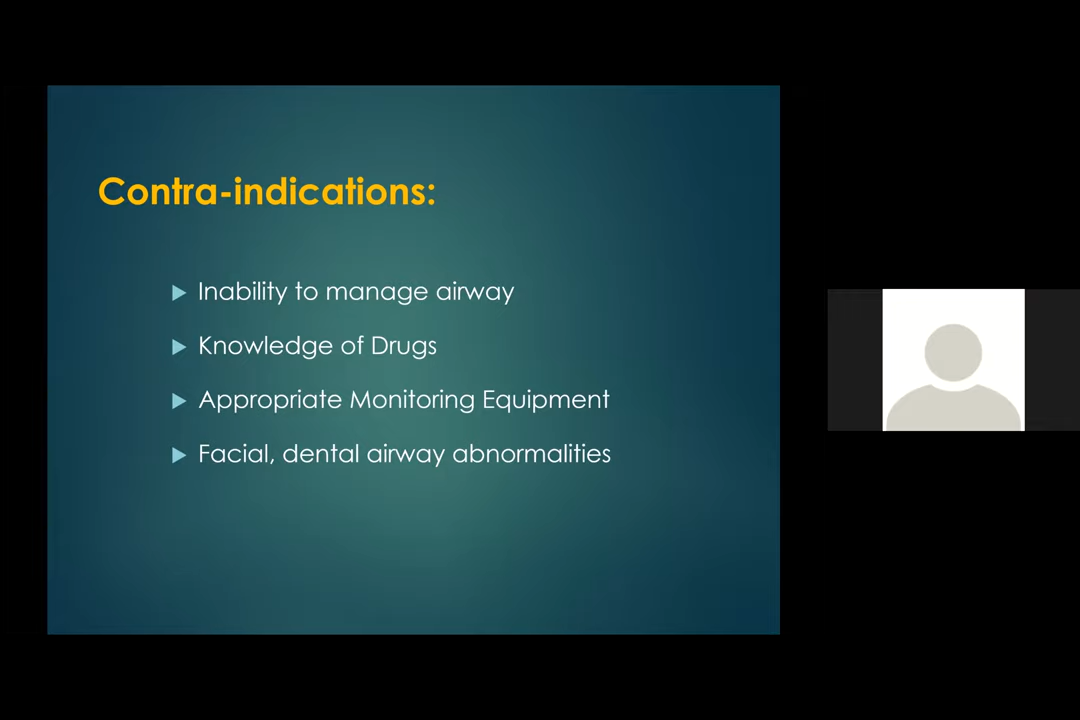 Contra-indications:
Inability to manage airway
Knowledge of Drugs
Appropriate Monitoring Equipment
Facial, dental airway abnormalities